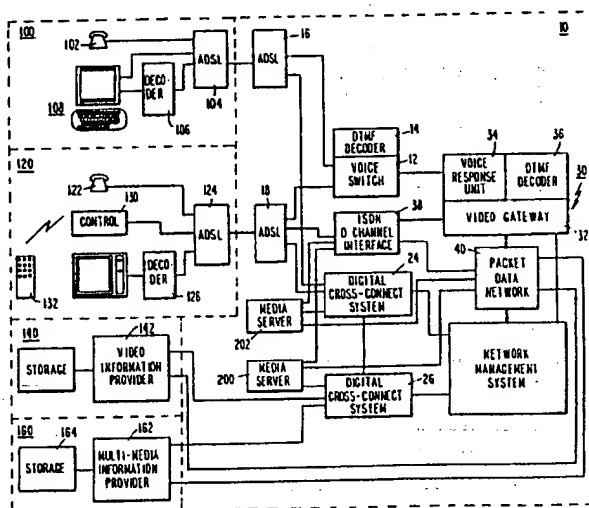 100
102
ADSL
104
108
DECO-
DER
106
16
ADSL
10
DTMF
DECODER
14
VOICE
SWITCH
12
34
VOICE
RESPONSE
UNIT
36
DTMF
DECODER
30
VIDEO GATEWAY
32
120
122
130
CONTROL
124
ADSL
132
DECO-
DER
126
18
ADSL
38
ISDN
D CHANNEL
INTERFACE
24
DIGITAL
CROSS-CONNECT
SYSTEM
40
PACKET
DATA
NETWORK
MEDIA
SERVER
202
140
142
STORAGE
VIDEO
INFORMATION
PROVIDER
200
MEDIA
SERVER
DIGITAL
CROSS-CONNECT
SYSTEM
26
NETWORK
MANAGEMENT
SYSTEM
160
164
162
STORAGE
MULTI-MEDIA
INFORMATION
PROVIDER